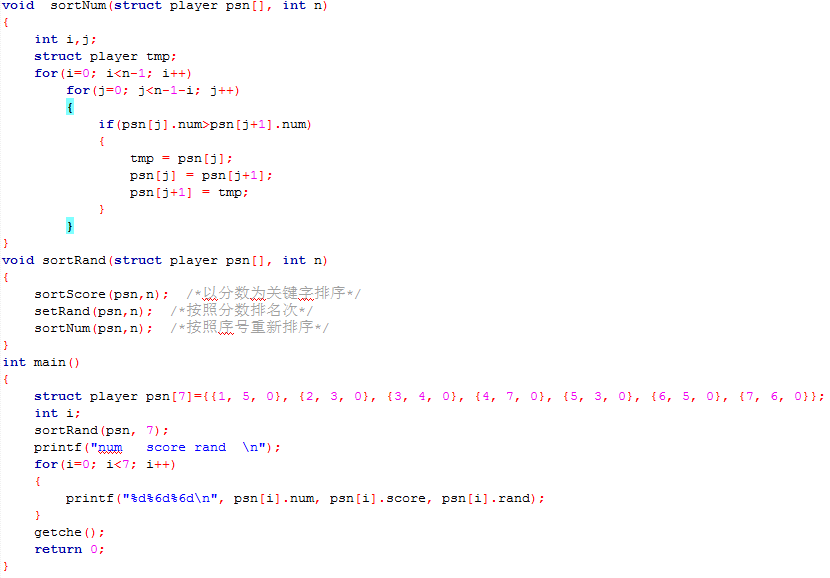 void  sortNum(struct player psn[], int n)
{
    int i,j;
    struct player tmp;
    for(i=0; i<n-1; i++)
        for(j=0; j<n-1-i; j++)
        {
            if(psn[j].num>psn[j+1].num)
            {
                tmp = psn[j];
                psn[j] = psn[j+1];
                psn[j+1] = tmp;
            }
        }
}
void sortRand(struct player psn[], int n)
{
    sortScore(psn,n);  /*以分数为关键字排序*/
    setRand(psn,n);  /*按照分数排名次*/
    sortNum(psn,n);  /*按照序号重新排序*/
}
int main()
{
    struct player psn[7]={{1, 5, 0}, {2, 3, 0}, {3, 4, 0}, {4, 7, 0}, {5, 3, 0}, {6, 5, 0}, {7, 6, 0}};
    int i;
    sortRand(psn, 7);
    printf("num   score rand  \n");
    for(i=0; i<7; i++)
    {
        printf("%d%6d%6d\n", psn[i].num, psn[i].score, psn[i].rand);
    }
    getche();
    return 0;
}